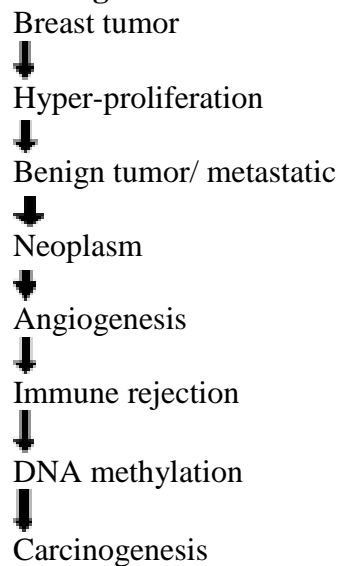 Breast tumor
Hyper-proliferation
Benign tumor/ metastatic
Neoplasm
Angiogenesis
Immune rejection
DNA methylation
Carcinogenesis